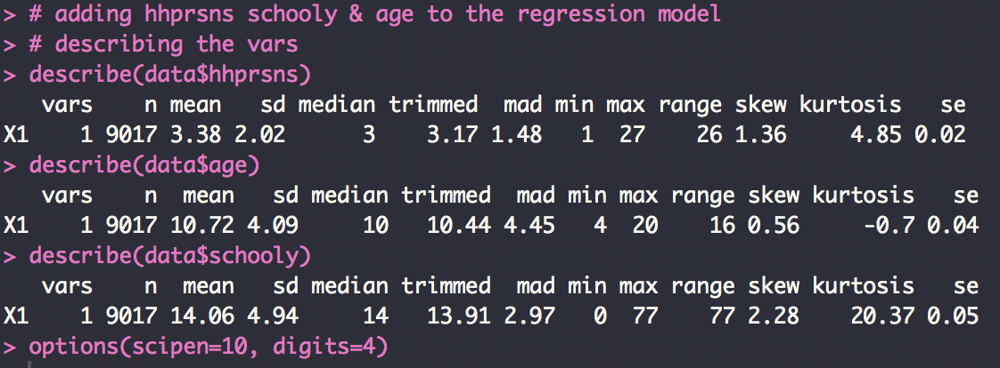 > # adding hhprsns schooly & age to the regression model
> # describing the vars
> describe(data$hhprsns)
   vars    n mean   sd median trimmed  mad min max range skew kurtosis   se
X1    1 9017 3.38 2.02      3    3.17 1.48   1  27    26 1.36     4.85 0.02
> describe(data$age)
   vars    n  mean   sd median trimmed  mad min max range skew kurtosis   se
X1    1 9017 10.72 4.09     10   10.44 4.45   4  20    16 0.56     -0.7 0.04
> describe(data$schooly)
   vars    n  mean   sd median trimmed  mad min max range skew kurtosis   se
X1    1 9017 14.06 4.94     14   13.91 2.97   0  77    77 2.28    20.37 0.05
> options(scipen=10, digits=4)